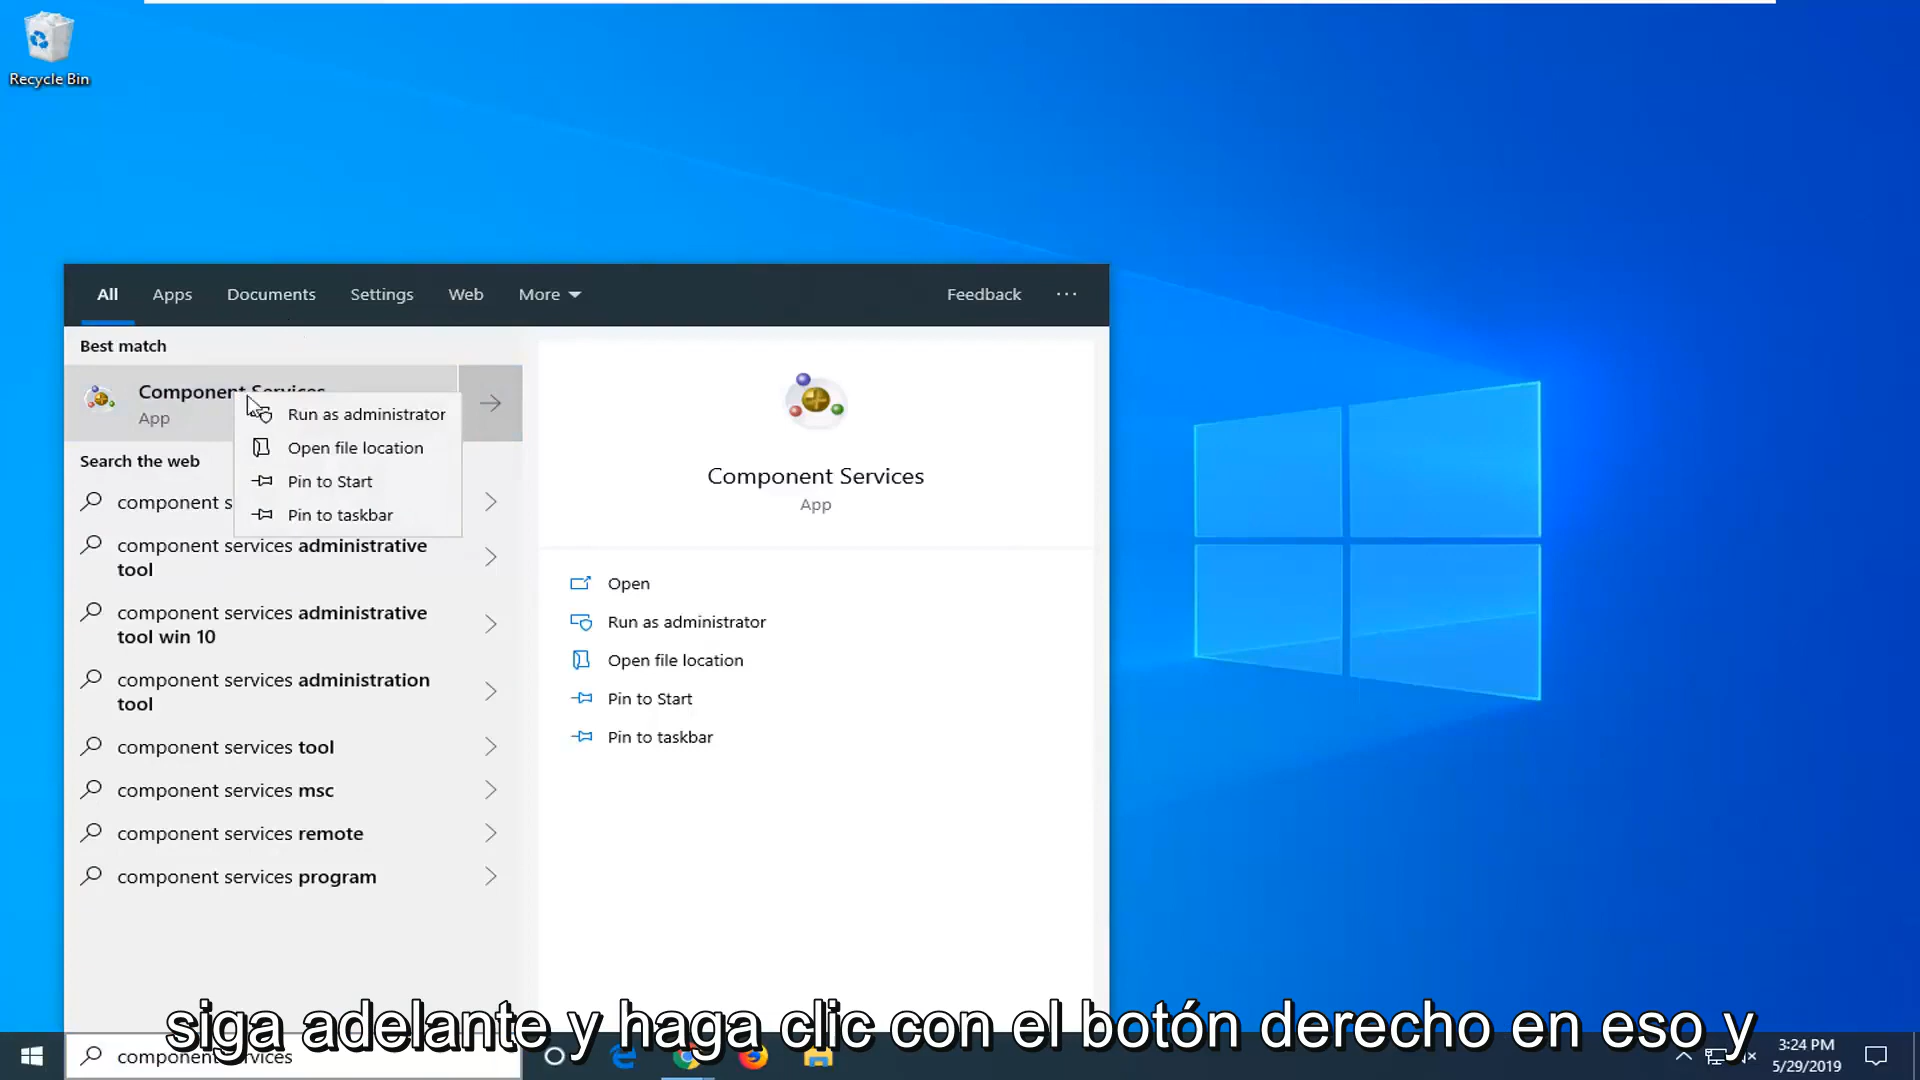 Recycle Bin
All Apps Documents Settings Web More Feedback ...
Best match
Component Services
App
Run as administrator
Open file location
Pin to Start
Pin to taskbar
Search the web
component s
component services administrative
tool
component services administrative
tool win 10
component services administration
tool
component services tool
component services msc
component services remote
component services program
Component Services
App
Open
Run as administrator
Open file location
Pin to Start
Pin to taskbar
siga adelante y haga clic con el botón derecho en eso y
component services
3:24 PM
5/29/2019